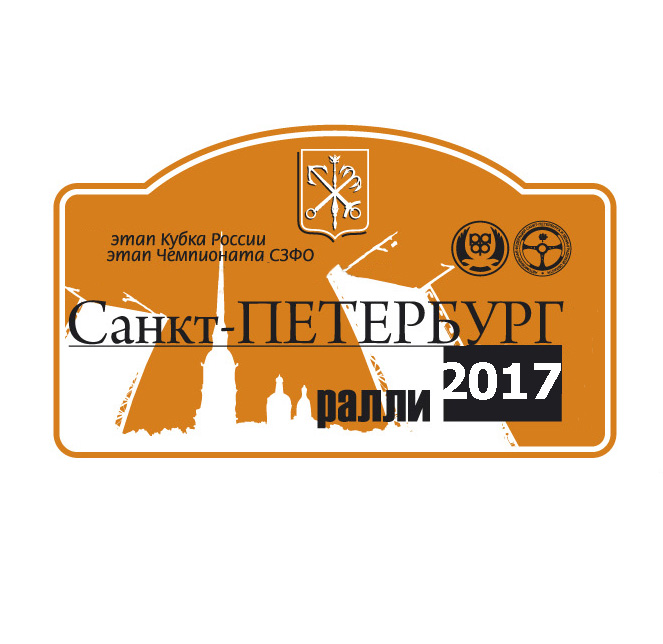 этап Кубка России
этап Чемпионата СЗФО
Санкт-ПЕТЕРБУРГ
ралли 2017